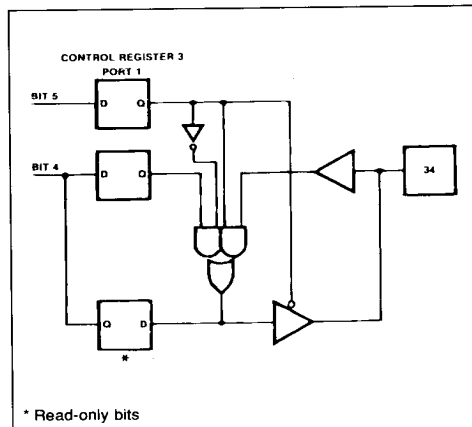 CONTROL REGISTER 3
PORT 1
BIT 5
D Q
BIT 4
D Q
34
Q D
*
* Read-only bits